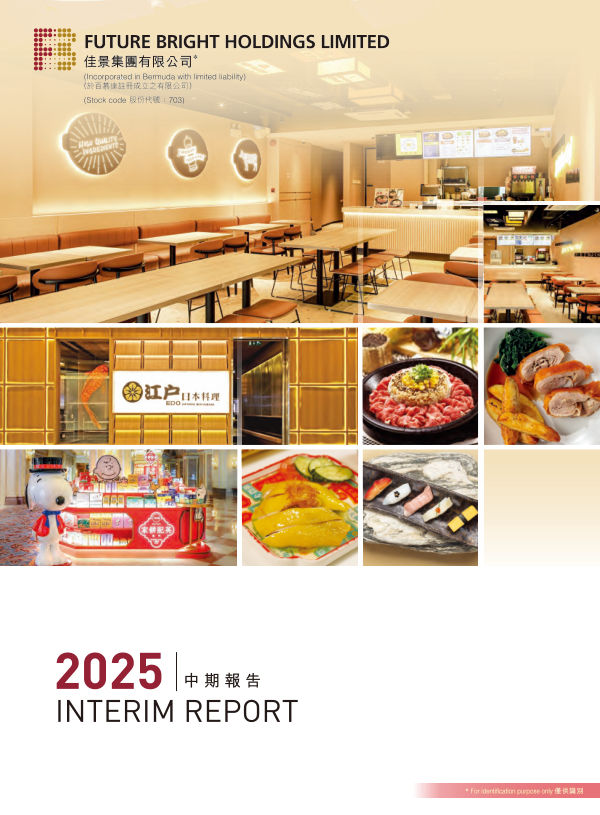 FUTURE BRIGHT HOLDINGS LIMITED
佳景集團有限公司*
(Incorporated in Bermuda with limited liability)
(於百慕達註冊成立之有限公司)
(Stock code 股份代號：703)
HIGH QUALITY
INGREDIENTS
江戶日本料理
EDO
2025 中期報告
INTERIM REPORT
* For identification purpose only 僅供識別